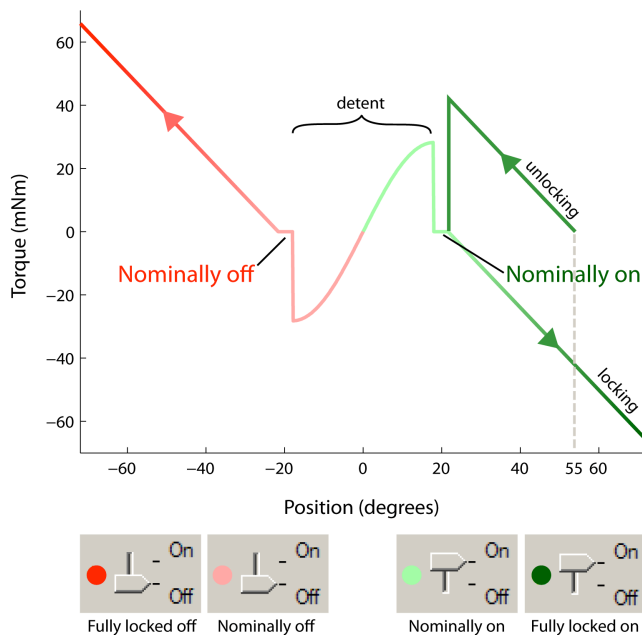 Torque (mNm)
60
40
20
0
−20
−40
−60
detent
unlocking
Nominally off
Nominally on
locking
−60
−40
−20
0
20
40
55
60
Position (degrees)
On
Off
On
Off
On
Off
On
Off
Fully locked off
Nominally off
Nominally on
Fully locked on